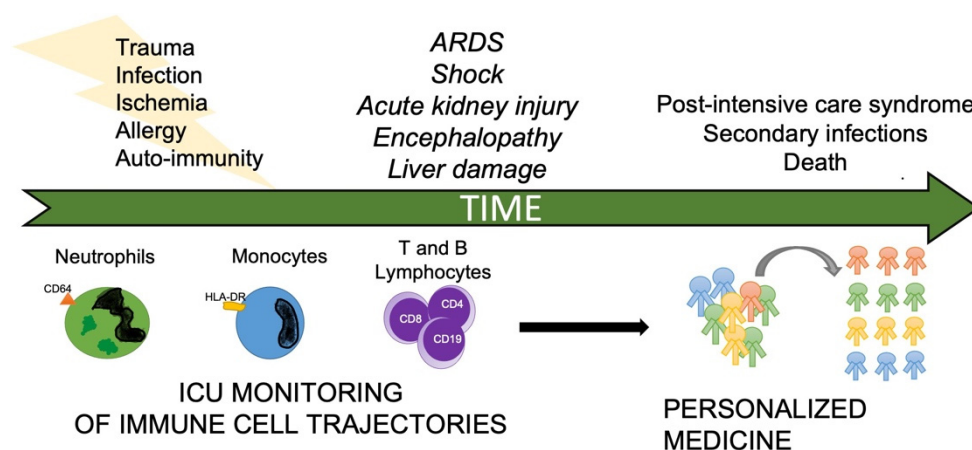 Trauma
Infection
Ischemia
Allergy
Auto-immunity
ARDS
Shock
Acute kidney injury
Encephalopathy
Liver damage
Post-intensive care syndrome
Secondary infections
Death
.
TIME
Neutrophils
CD64
Monocytes
HLA-DR
T and B
Lymphocytes
CD4
CD8
CD19
ICU MONITORING
OF IMMUNE CELL TRAJECTORIES
PERSONALIZED
MEDICINE